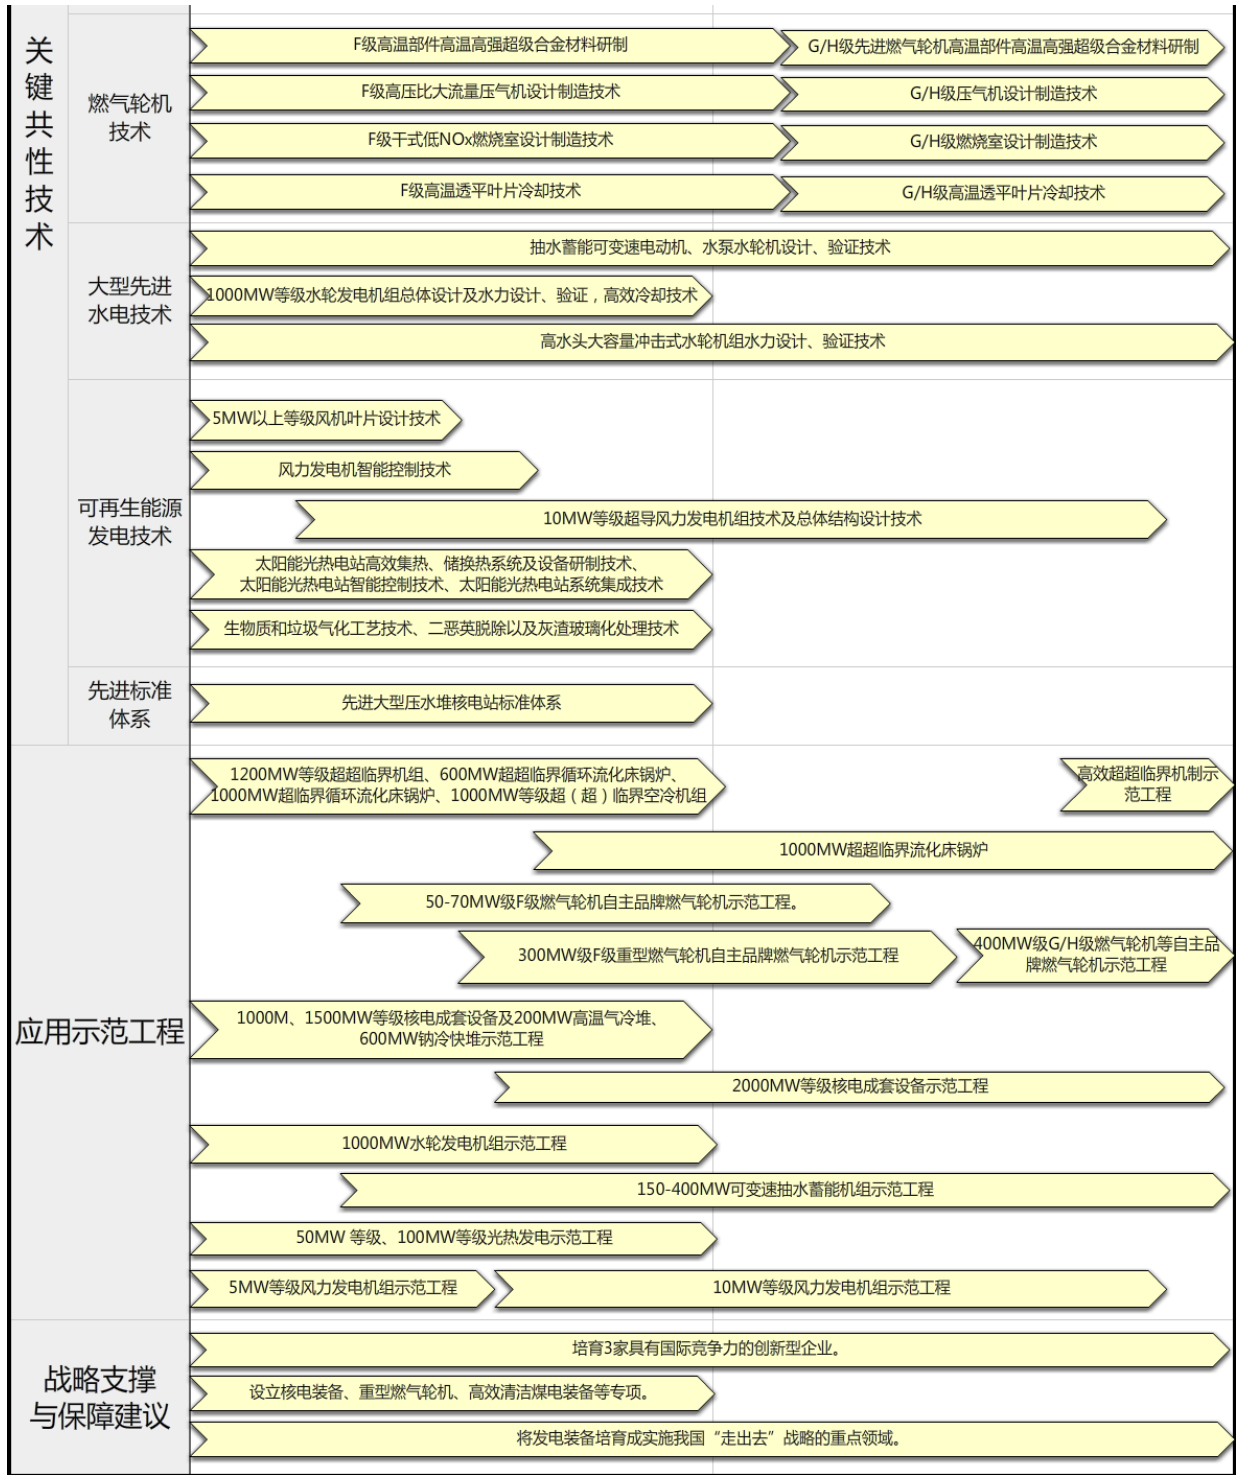 关键共性技术
燃气轮机
技术
F级高温部件高温高强超级合金材料研制
G/H级先进燃气轮机高温部件高温高强超级合金材料研制
F级高压比大流量压气机设计制造技术
G/H级压气机设计制造技术
F级干式低NOx燃烧室设计制造技术
G/H级燃烧室设计制造技术
F级高温透平叶片冷却技术
G/H级高温透平叶片冷却技术
大型先进
水电技术
抽水蓄能可变速电动机、水泵水轮机设计、验证技术
1000MW等级水轮发电机组总体设计及水力设计、验证，高效冷却技术
高水头大容量冲击式水轮机组水力设计、验证技术
可再生能源
发电技术
5MW以上等级风机叶片设计技术
风力发电机智能控制技术
10MW等级超导风力发电机组技术及总体结构设计技术
太阳能光热电站高效集热、储换热系统及设备研制技术、
太阳能光热电站智能控制技术、太阳能光热电站系统集成技术
生物质和垃圾气化工艺技术、二恶英脱除以及灰渣玻璃化处理技术
先进标准
体系
先进大型压水堆核电站标准体系
应用示范工程
1200MW等级超超临界机组、600MW超超临界循环流化床锅炉、
1000MW超临界循环流化床锅炉、1000MW等级超（超）临界空冷机组
高效超超临界机制示
范工程
1000MW超超临界流化床锅炉
50-70MW级F级燃气轮机自主品牌燃气轮机示范工程。
300MW级F级重型燃气轮机自主品牌燃气轮机示范工程
400MW级G/H级燃气轮机等自主品
牌燃气轮机示范工程
1000M、1500MW等级核电成套设备及200MW高温气冷堆、
600MW钠冷快堆示范工程
2000MW等级核电成套设备示范工程
1000MW水轮发电机组示范工程
150-400MW可变速抽水蓄能机组示范工程
50MW 等级、100MW等级光热发电示范工程
5MW等级风力发电机组示范工程
10MW等级风力发电机组示范工程
战略支撑
与保障建议
培育3家具有国际竞争力的创新型企业。
设立核电装备、重型燃气轮机、高效清洁煤电装备等专项。
将发电装备培育成实施我国“走出去”战略的重点领域。